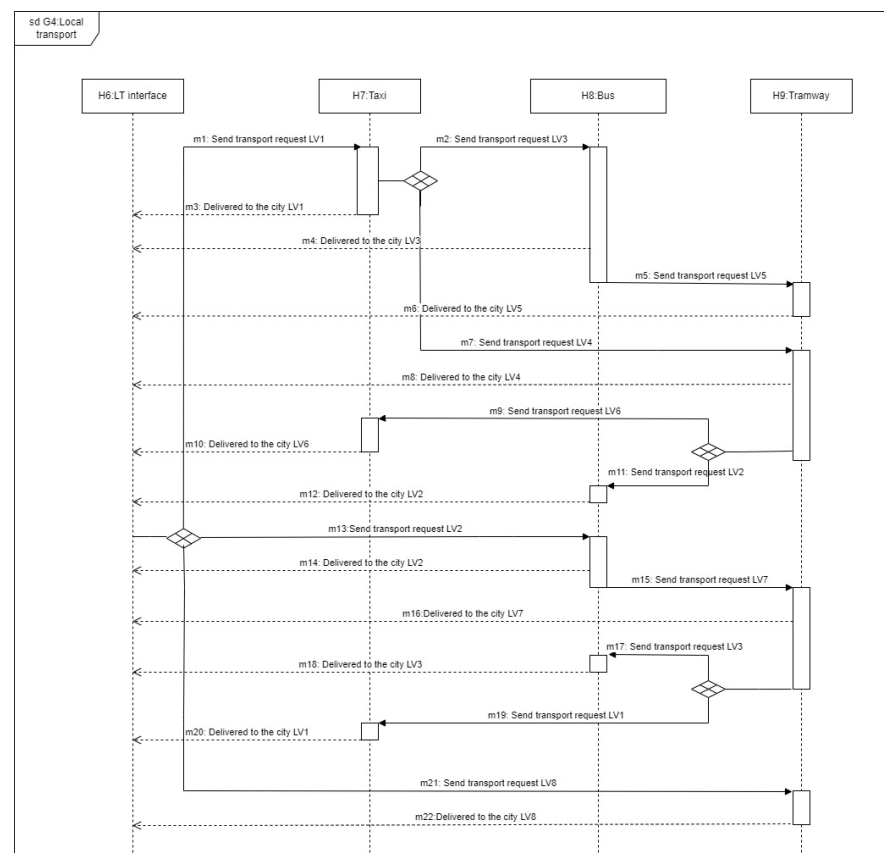 sd G4:Local
transport
H6:LT interface
H7:Taxi
H8:Bus
H9:Tramway
m1: Send transport request LV1
m2: Send transport request LV3
m3: Delivered to the city LV1
m4: Delivered to the city LV3
m5: Send transport request LV5
m6: Delivered to the city LV5
m7: Send transport request LV4
m8: Delivered to the city LV4
m9: Send transport request LV6
m10: Delivered to the city LV6
m11: Send transport request LV2
m12: Delivered to the city LV2
m13:Send transport request LV2
m14: Delivered to the city LV2
m15: Send transport request LV7
m16:Delivered to the city LV7
m17: Send transport request LV3
m18: Delivered to the city LV3
m19: Send transport request LV1
m20: Delivered to the city LV1
m21: Send transport request LV8
m22:Delivered to the city LV8